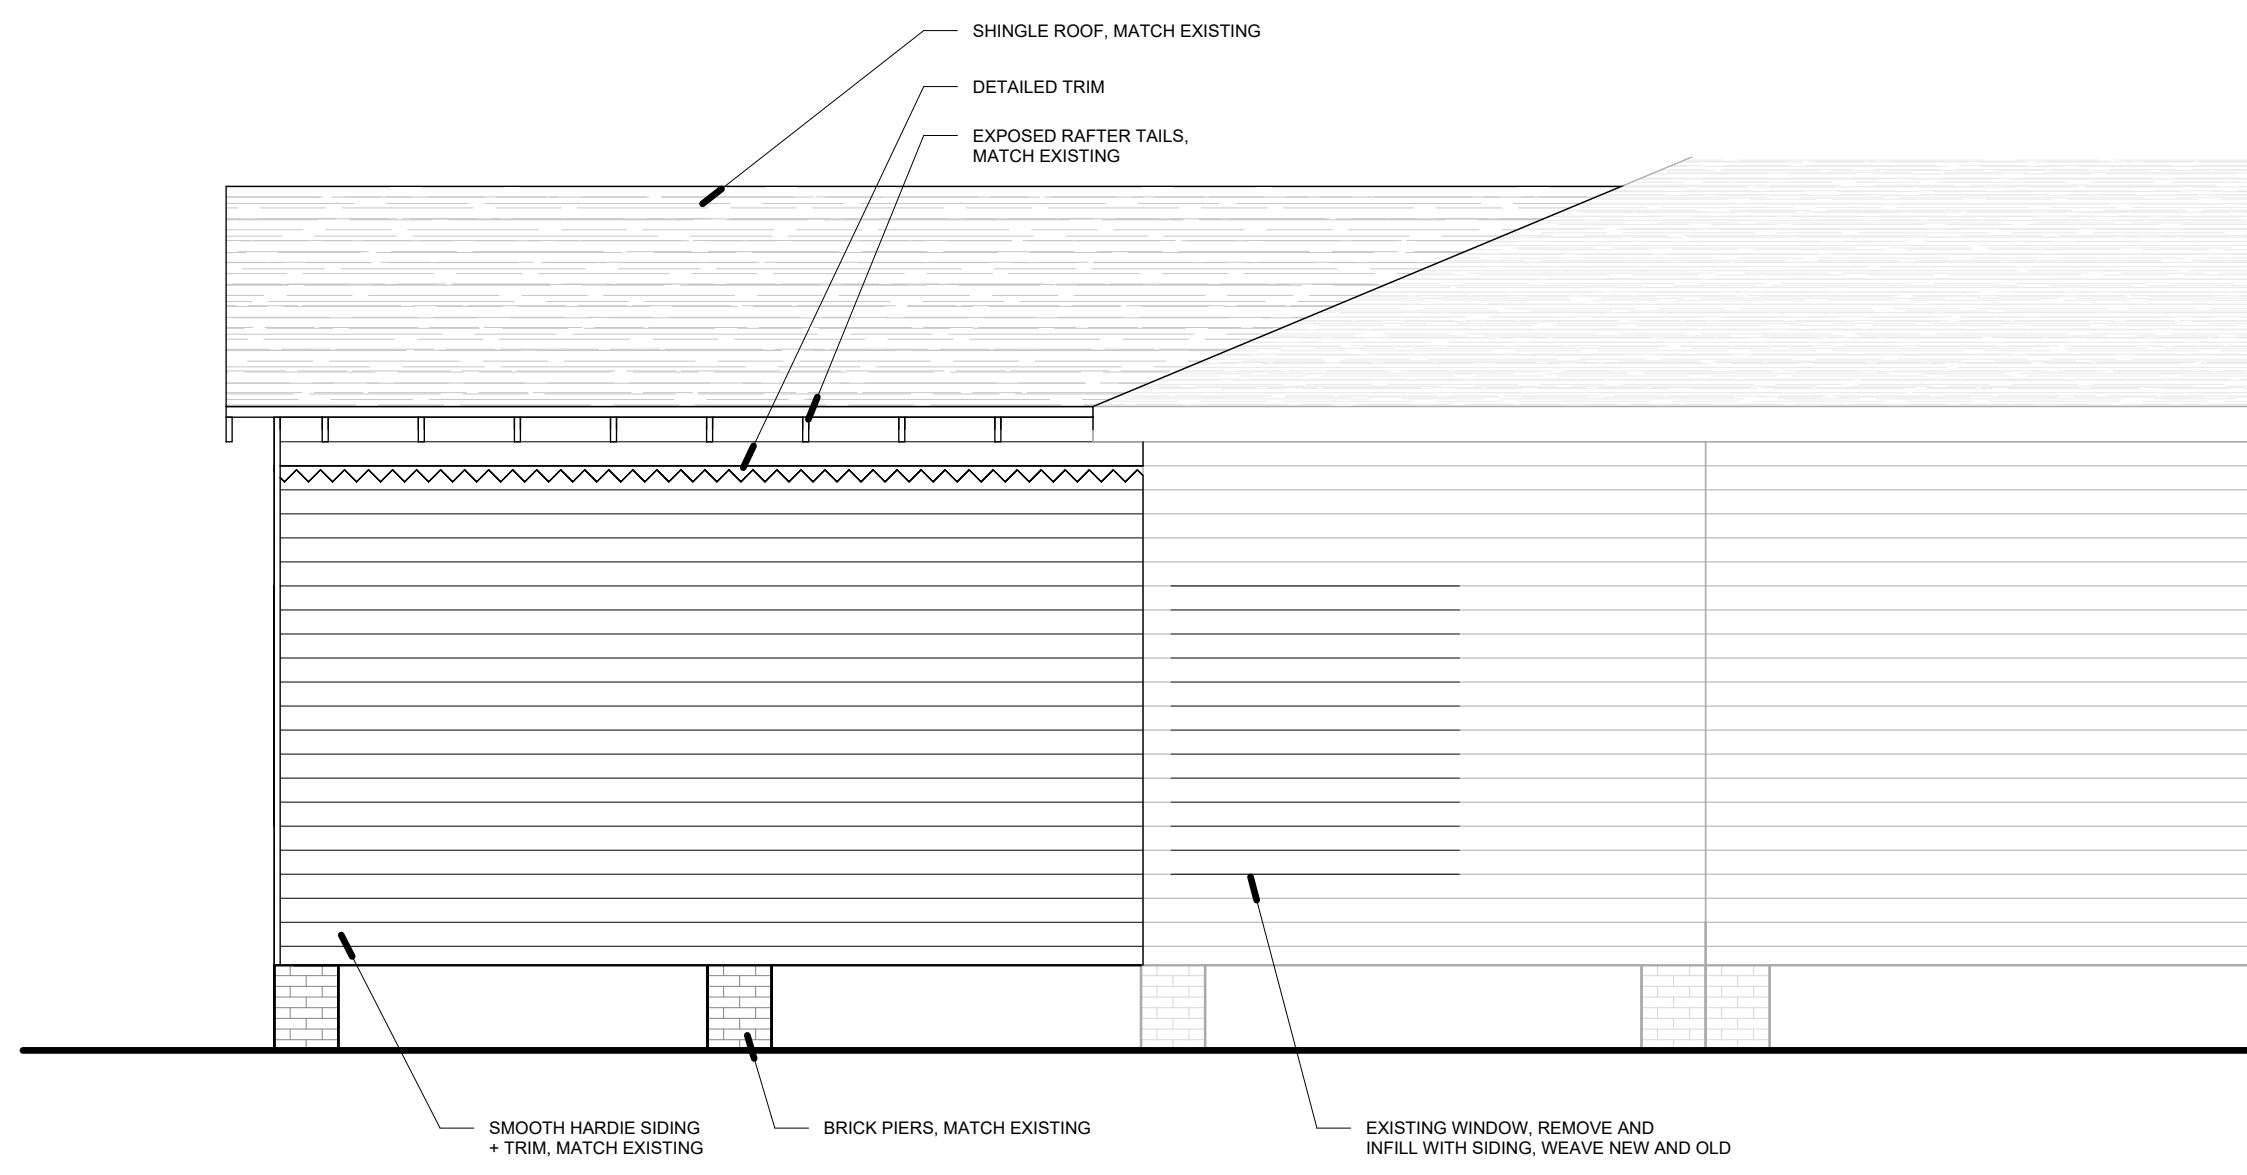 SHINGLE ROOF, MATCH EXISTING
DETAILED TRIM
EXPOSED RAFTER TAILS,
MATCH EXISTING
SMOOTH HARDIE SIDING
+ TRIM, MATCH EXISTING
BRICK PIERS, MATCH EXISTING
EXISTING WINDOW, REMOVE AND
INFILL WITH SIDING, WEAVE NEW AND OLD